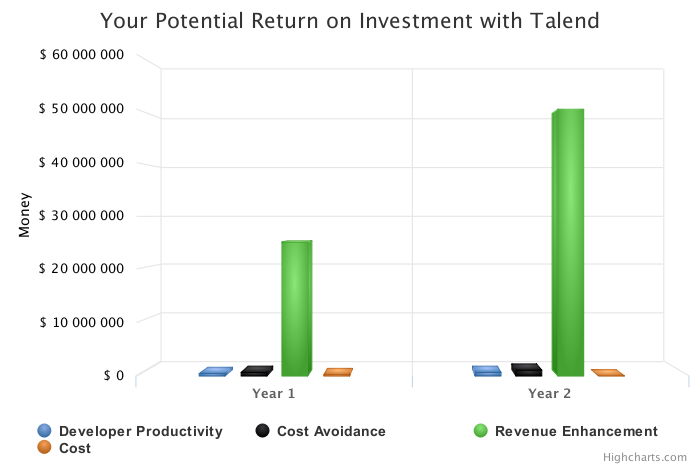 Your Potential Return on Investment with Talend
$ 60 000 000
$ 50 000 000
$ 40 000 000
$ 30 000 000
$ 20 000 000
$ 10 000 000
$ 0
Money
Year 1
Year 2
Developer Productivity
Cost Avoidance
Revenue Enhancement
Cost
Highcharts.com